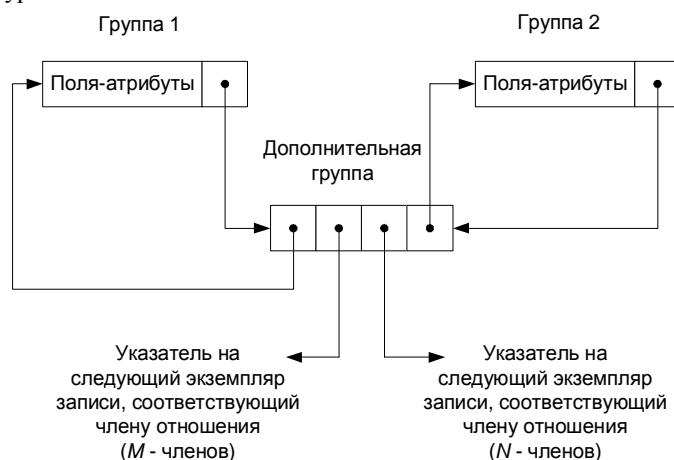 Группа 1
Группа 2
Поля-атрибуты
Поля-атрибуты
Дополнительная
группа
Указатель на
следующий экземпляр
записи, соответствующий
члену отношения
(M - членов)
Указатель на
следующий экземпляр
записи, соответствующий
члену отношения
(N - членов)